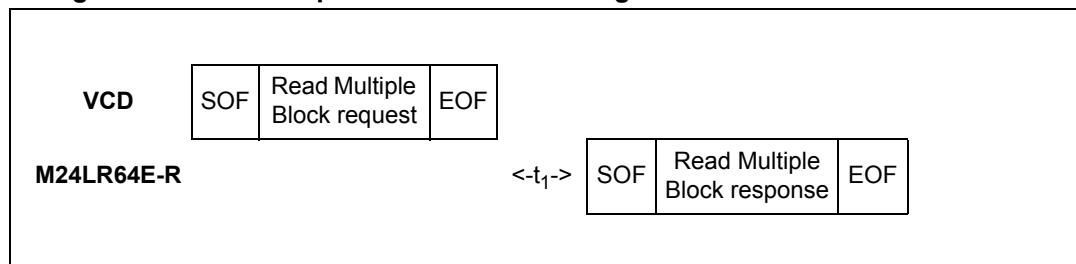 VCD SOF Read Multiple Block request EOF
M24LR64E-R <-t1-> SOF Read Multiple Block response EOF